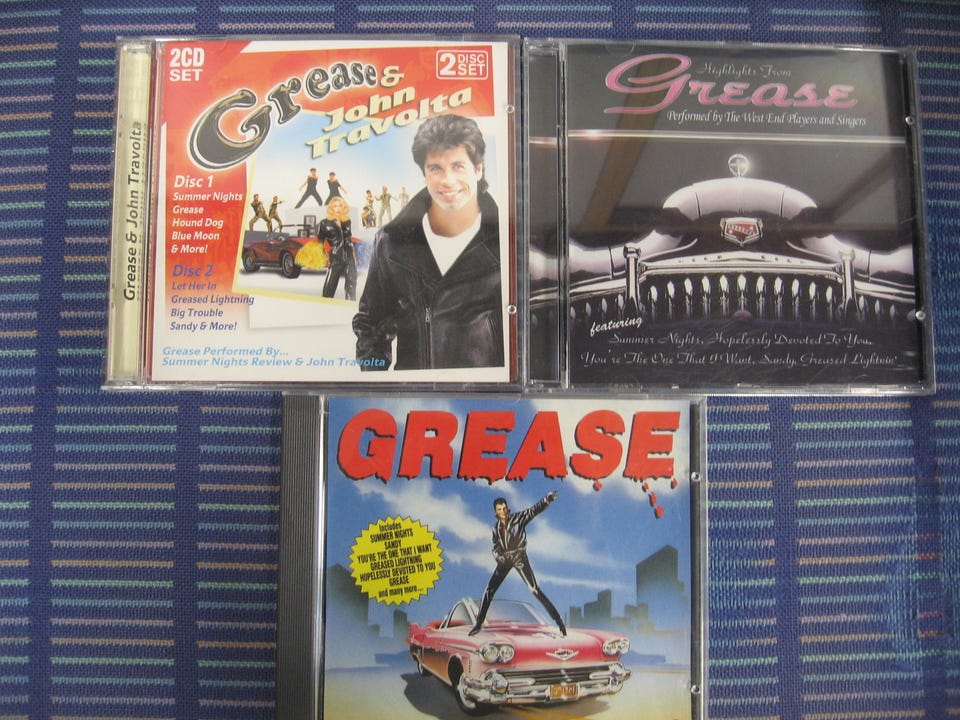 2CD
SET
2 DISC
SET
Grease &
John
Travolta
Grease & John Travolta
Disc 1
Summer Nights
Grease
Hound Dog
Blue Moon
& More!
Disc 2
Let Her In
Greased Lightning
Big Trouble
Sandy & More!
Grease Performed By...
Summer Nights Review & John Travolta
Highlights From
Grease
Performed by The West End Players and Singers
featuring
Summer Nights, Hopelessly Devoted To You,
You're The One That I Want, Sandy, Greased Lightnin'
GREASE
includes
SUMMER NIGHTS
SANDY
YOU'RE THE ONE THAT I WANT
GREASED LIGHTNING
HOPELESSLY DEVOTED TO YOU
GREASE
and many more...